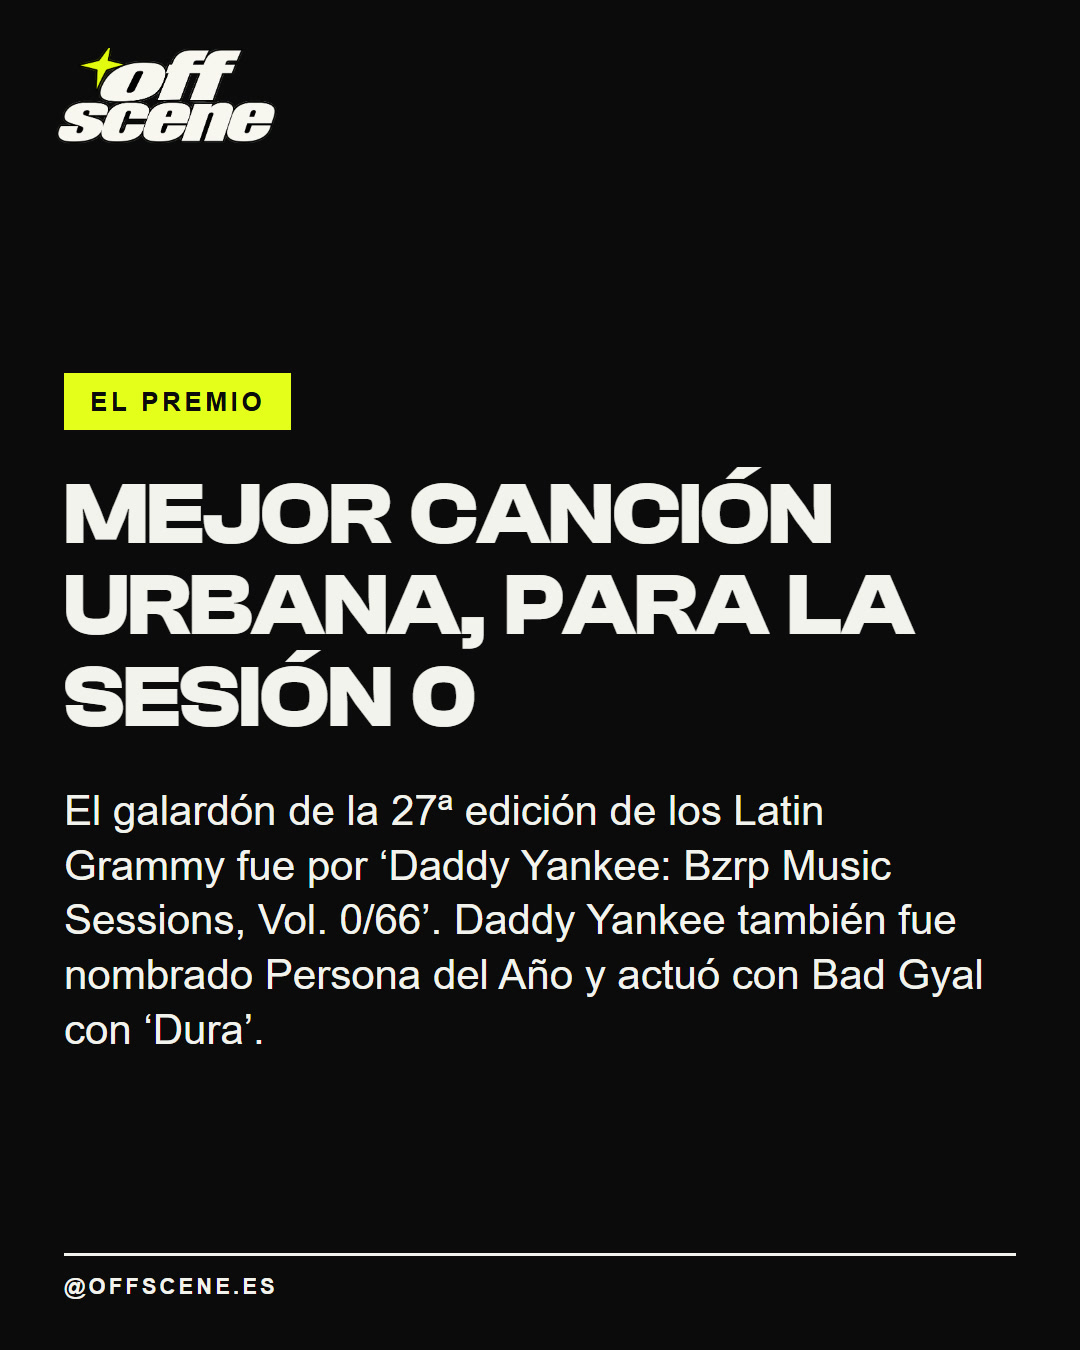 off
scene
EL PREMIO
MEJOR CANCIÓN
URBANA, PARA LA
SESIÓN 0
El galardón de la 27ª edición de los Latin
Grammy fue por ‘Daddy Yankee: Bzrp Music
Sessions, Vol. 0/66’. Daddy Yankee también fue
nombrado Persona del Año y actuó con Bad Gyal
con ‘Dura’.
@OFFSCENE.ES